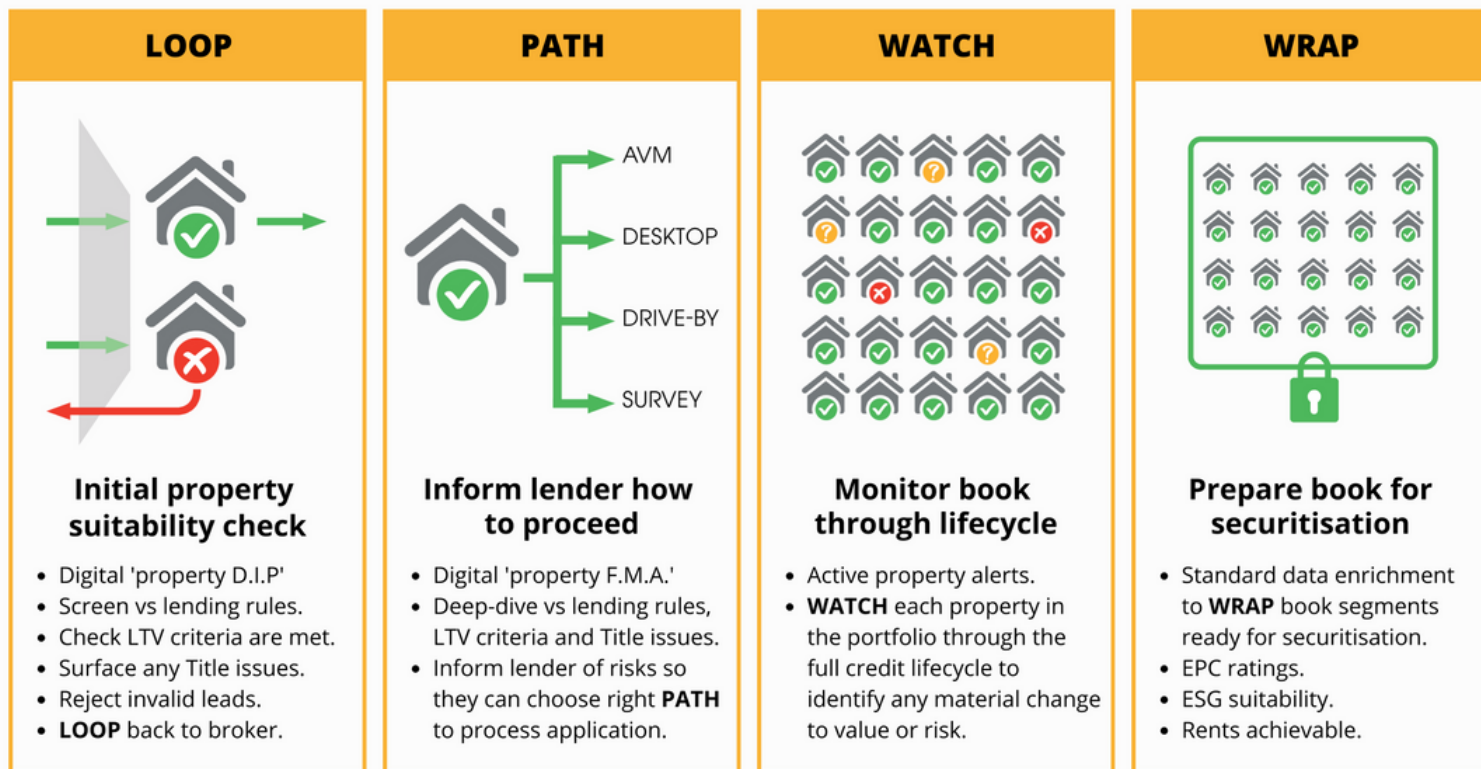 LOOP
Initial property
suitability check
• Digital 'property D.I.P'
• Screen vs lending rules.
• Check LTV criteria are met.
• Surface any Title issues.
• Reject invalid leads.
• LOOP back to broker.
PATH
AVM
DESKTOP
DRIVE-BY
SURVEY
Inform lender how
to proceed
• Digital 'property F.M.A.'
• Deep-dive vs lending rules,
LTV criteria and Title issues.
• Inform lender of risks so
they can choose right PATH
to process application.
WATCH
Monitor book
through lifecycle
• Active property alerts.
• WATCH each property in
the portfolio through the
full credit lifecycle to
identify any material change
to value or risk.
WRAP
Prepare book for
securitisation
• Standard data enrichment
to WRAP book segments
ready for securitisation.
• EPC ratings.
• ESG suitability.
• Rents achievable.